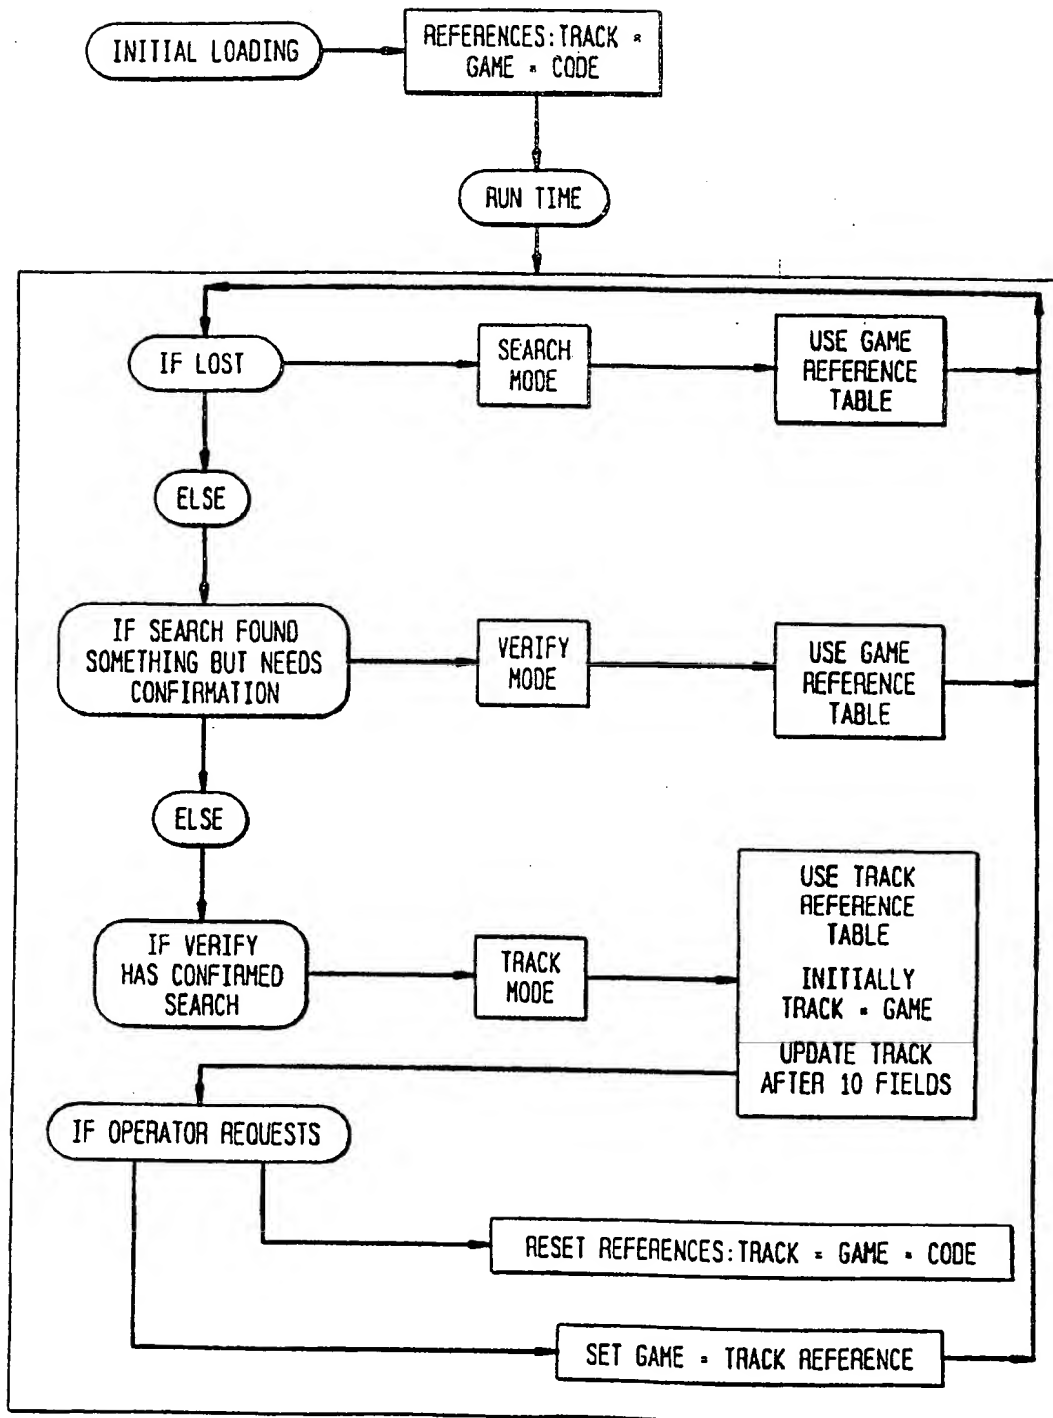 INITIAL LOADING
REFERENCES:TRACK =
GAME = CODE
RUN TIME
IF LOST
SEARCH
MODE
USE GAME
REFERENCE
TABLE
ELSE
IF SEARCH FOUND
SOMETHING BUT NEEDS
CONFIRMATION
VERIFY
MODE
USE GAME
REFERENCE
TABLE
ELSE
IF VERIFY
HAS CONFIRMED
SEARCH
TRACK
MODE
USE TRACK
REFERENCE
TABLE
INITIALLY
TRACK = GAME
UPDATE TRACK
AFTER 10 FIELDS
IF OPERATOR REQUESTS
RESET REFERENCES:TRACK = GAME = CODE
SET GAME = TRACK REFERENCE